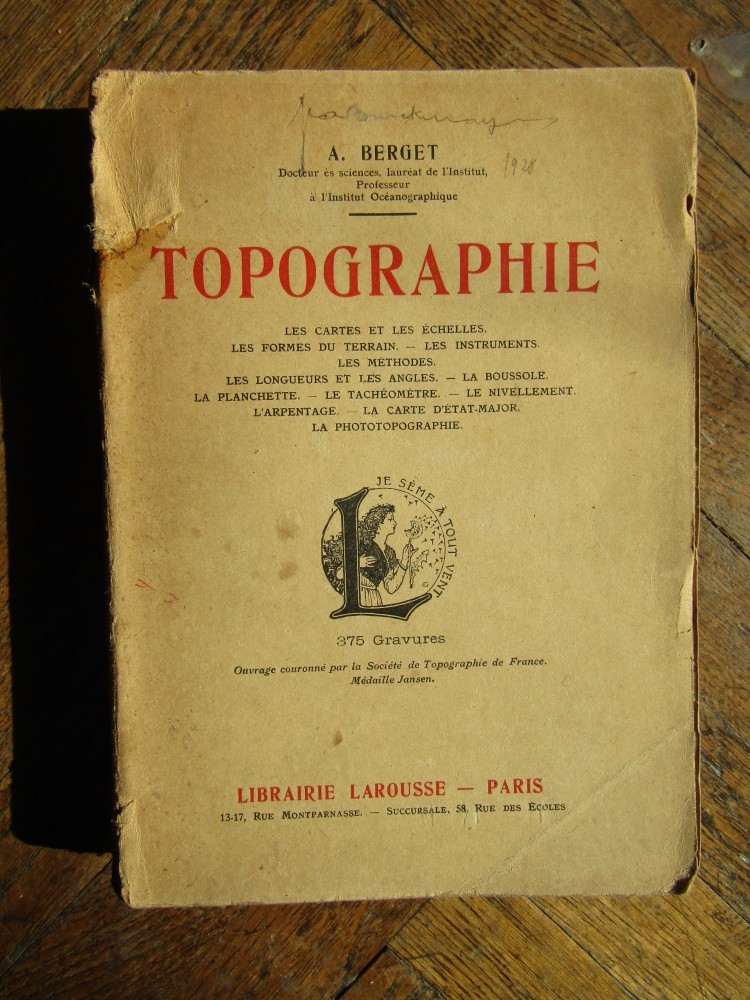 A. BERGET
Docteur ès sciences, lauréat de l'Institut,
Professeur
à l'Institut Océanographique
1928
TOPOGRAPHIE
LES CARTES ET LES ÉCHELLES.
LES FORMES DU TERRAIN. — LES INSTRUMENTS.
LES MÉTHODES.
LES LONGUEURS ET LES ANGLES. — LA BOUSSOLE.
LA PLANCHETTE. — LE TACHÉOMÈTRE. — LE NIVELLEMENT.
L'ARPENTAGE. — LA CARTE D'ÉTAT-MAJOR.
LA PHOTOTOPOGRAPHIE.
JE SÈME À TOUT VENT
L
375 Gravures
Ouvrage couronné par la Société de Topographie de France.
Médaille Jansen.
LIBRAIRIE LAROUSSE — PARIS
13-17, RUE MONTPARNASSE. — SUCCURSALE, 58, RUE DES ÉCOLES